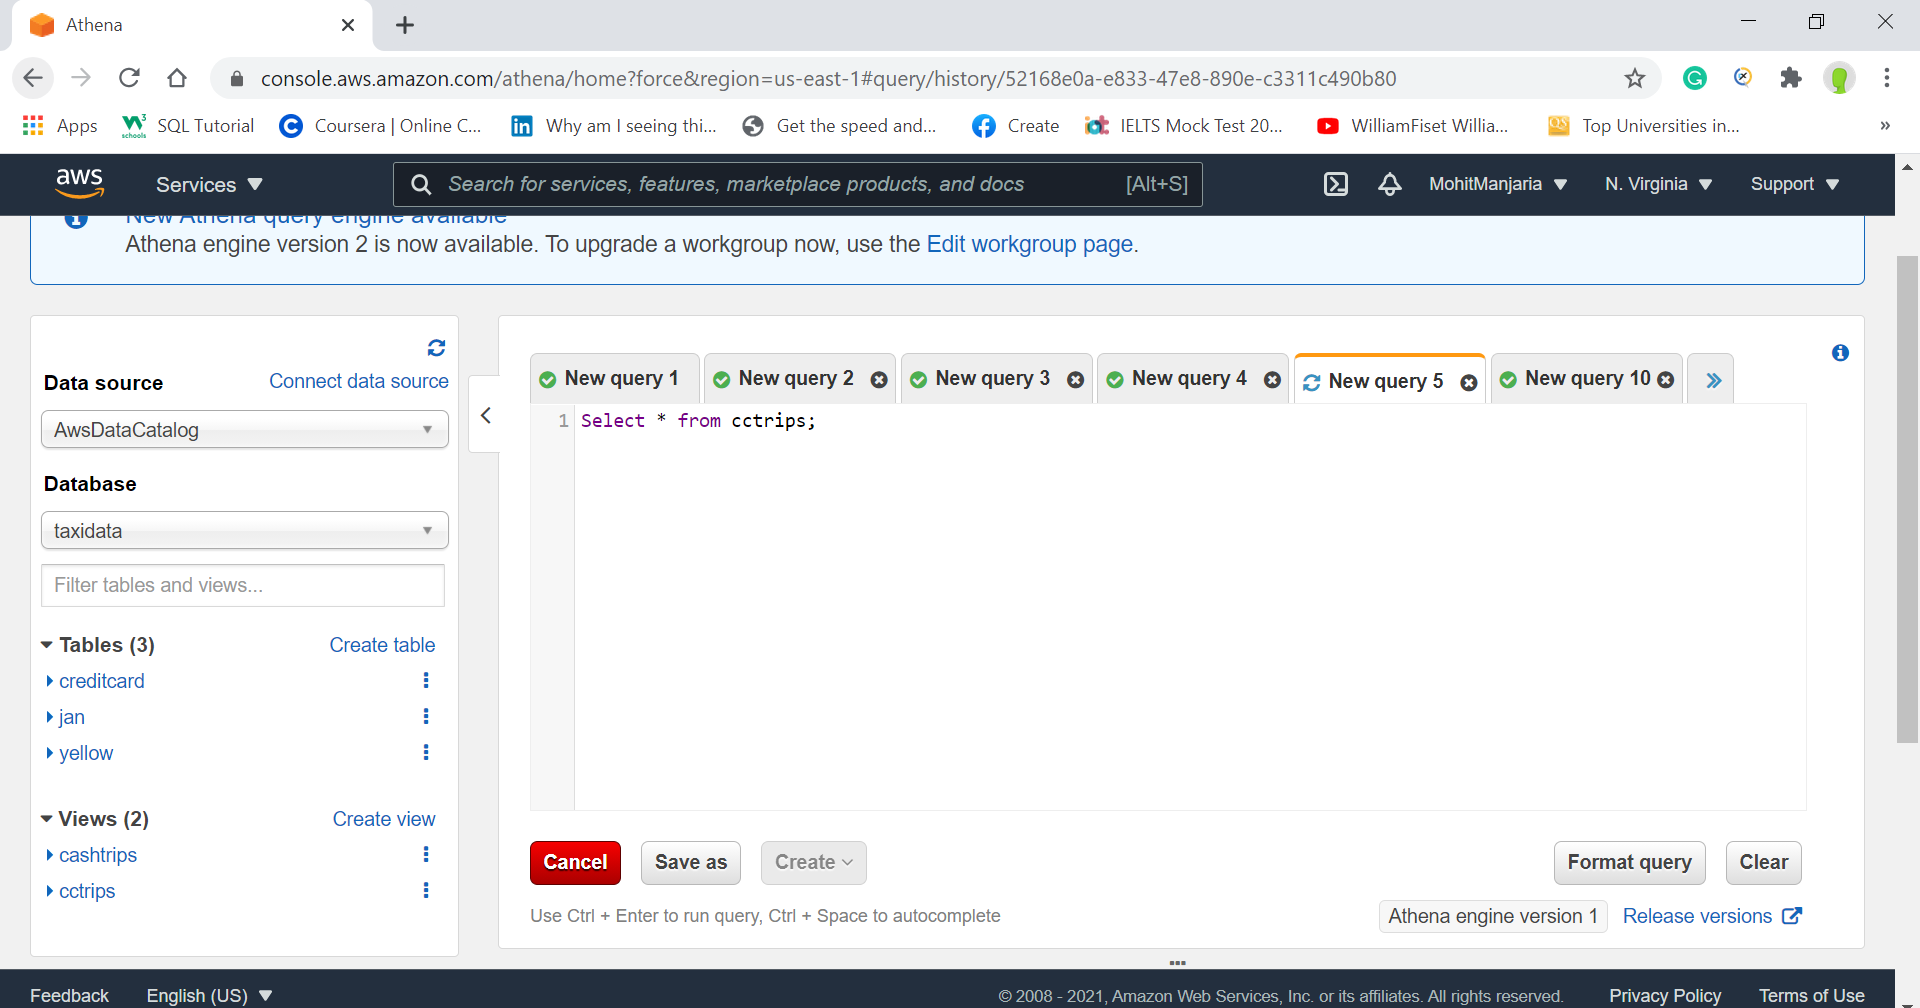 Athena
console.aws.amazon.com/athena/home?force&region=us-east-1#query/history/52168e0a-e833-47e8-890e-c3311c490b80
Apps SQL Tutorial Coursera | Online C... Why am I seeing thi... Get the speed and... Create IELTS Mock Test 20... WilliamFiset Willia... Top Universities in... »
aws Services Search for services, features, marketplace products, and docs [Alt+S] MohitManjaria N. Virginia Support
New Athena query engine available
Athena engine version 2 is now available. To upgrade a workgroup now, use the Edit workgroup page.
Data source Connect data source
AwsDataCatalog
Database
taxidata
Filter tables and views...
Tables (3) Create table
creditcard
jan
yellow
Views (2) Create view
cashtrips
cctrips
New query 1 New query 2 New query 3 New query 4 New query 5 New query 10 »
1 Select * from cctrips;
Cancel Save as Create Format query Clear
Use Ctrl + Enter to run query, Ctrl + Space to autocomplete Athena engine version 1 Release versions
Feedback English (US) © 2008 - 2021, Amazon Web Services, Inc. or its affiliates. All rights reserved. Privacy Policy Terms of Use